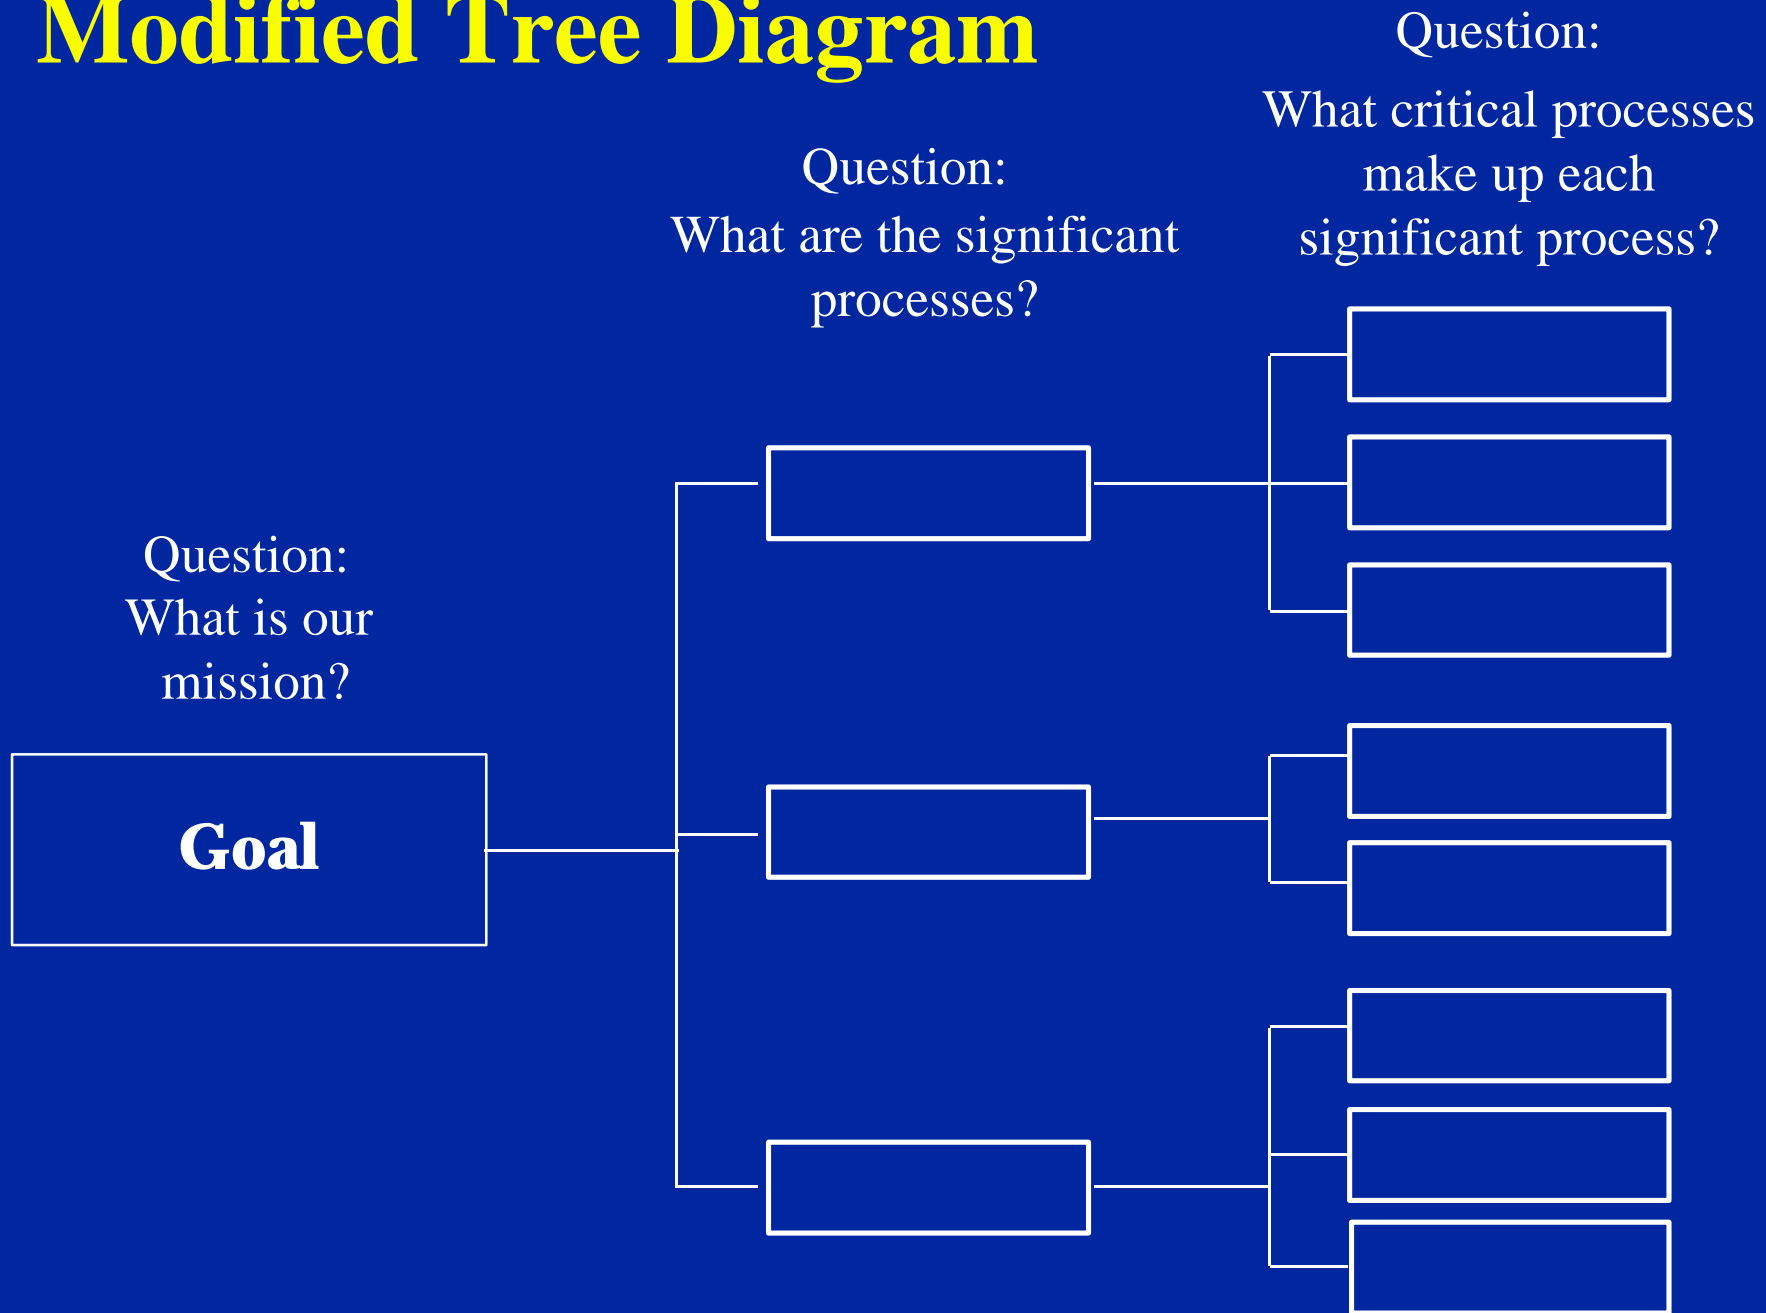 Modified Tree Diagram
Question:
What critical processes
make up each
significant process?
Question:
What are the significant
processes?
Question:
What is our
mission?
Goal